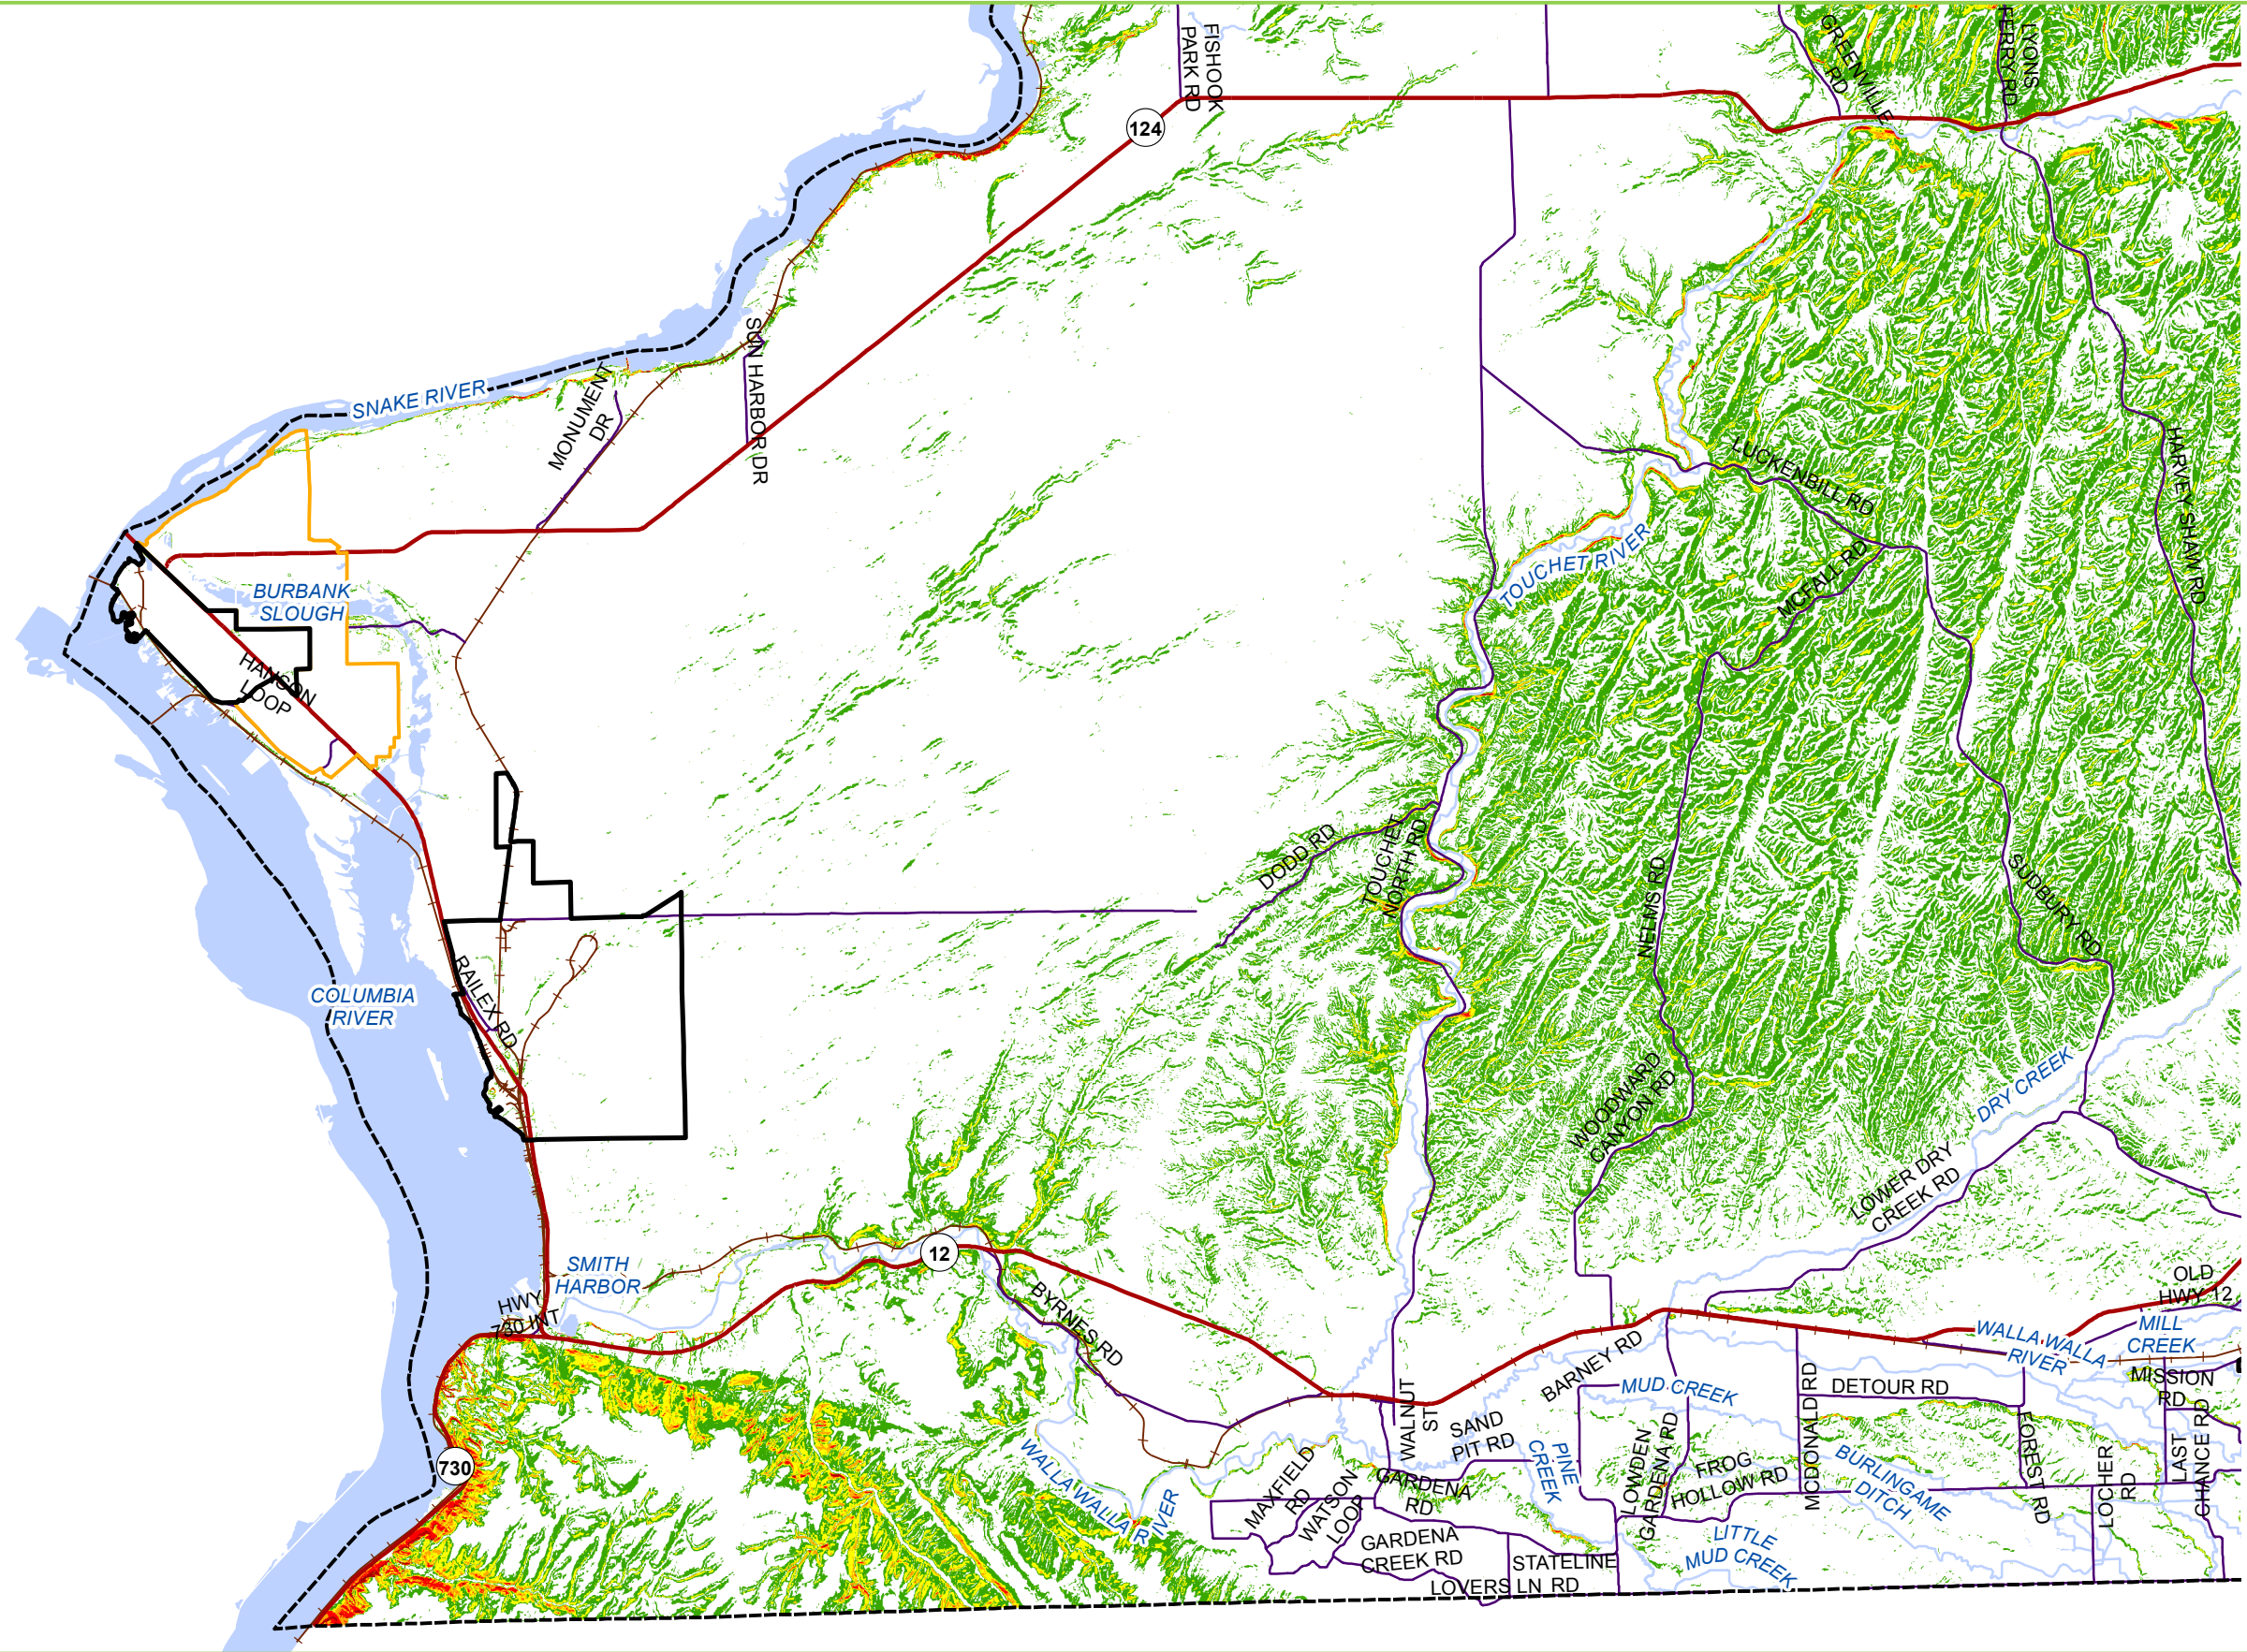 FISHOOK
PARK RD
GREENVILLE
RD
LYONS
FERRY RD
124
SNAKE RIVER
MONUMENT
DR
SUN HARBOR DR
LUCKENBILL RD
HARVEY SHAW RD
TOUCHET RIVER
MCFALL RD
BURBANK
SLOUGH
HANSON
LOOP
DODD RD
TOUCHET
NORTH RD
NELMS RD
SUDBURY RD
RAILEX RD
COLUMBIA
RIVER
WOODWARD
CANYON RD
DRY CREEK
LOWER DRY
CREEK RD
12
SMITH
HARBOR
HWY
730 INT
BYRNES RD
OLD
HWY 12
WALLA WALLA
RIVER
MILL
CREEK
BARNEY RD
MUD CREEK
DETOUR RD
MISSION
RD
WALNUT
ST
SAND
PIT RD
PINE
CREEK
LOWDEN
GARDENA RD
FROG
HOLLOW RD
MCDONALD RD
BURLINGAME
DITCH
FOREST RD
LOCHER
RD
LAST
CHANCE RD
730
WALLA WALLA RIVER
MAXFIELD
RD
WATSON
LOOP
GARDENA
RD
GARDENA
CREEK RD
STATELINE
RD
LOVERS LN
LITTLE
MUD CREEK